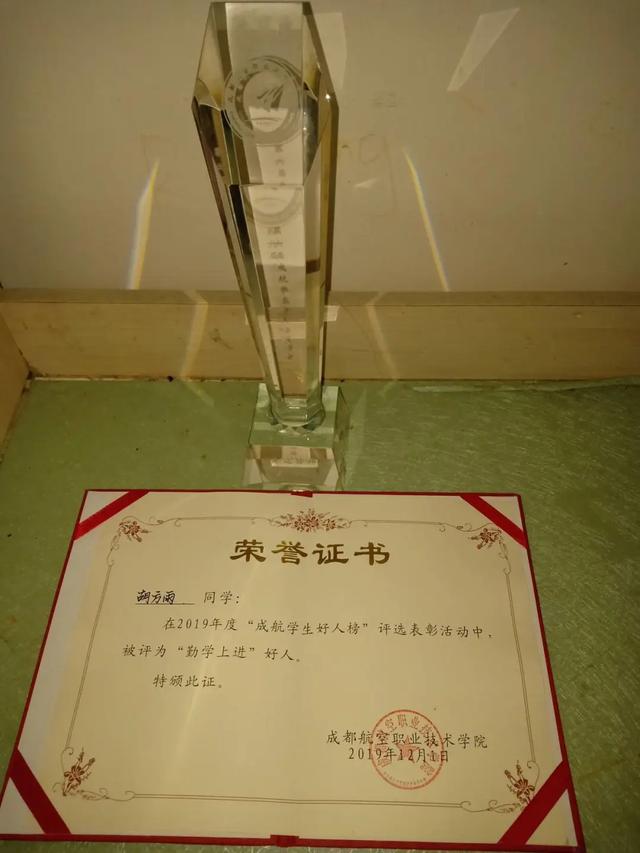 荣誉证书
胡方雨 同学:
在2019年度“成航学生好人榜”评选表彰活动中,
被评为“勤学上进”好人。
特颁此证。
成都航空职业技术学院
2019年12月1日